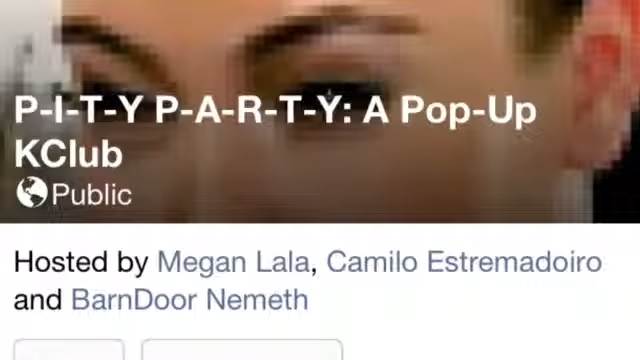 P-I-T-Y P-A-R-T-Y: A Pop-Up
KClub
Public
Hosted by Megan Lala, Camilo Estremadoiro
and BarnDoor Nemeth